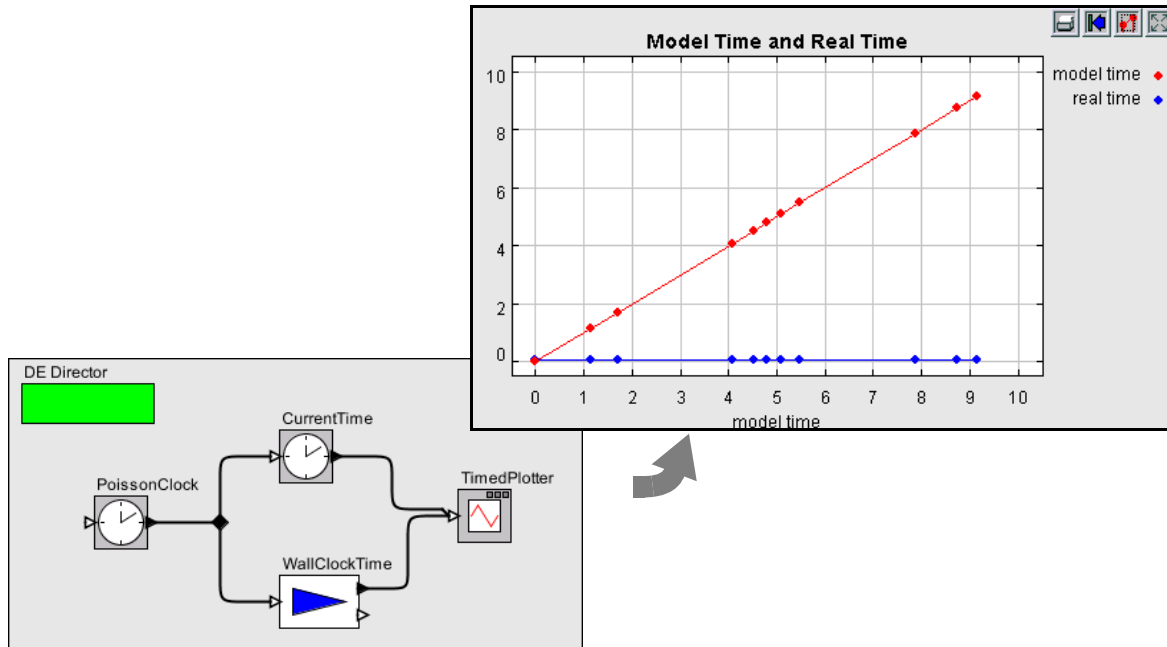 Model Time and Real Time
model time
real time
10
8
6
4
2
0
0 1 2 3 4 5 6 7 8 9 10
model time
DE Director
CurrentTime
PoissonClock
TimedPlotter
WallClockTime